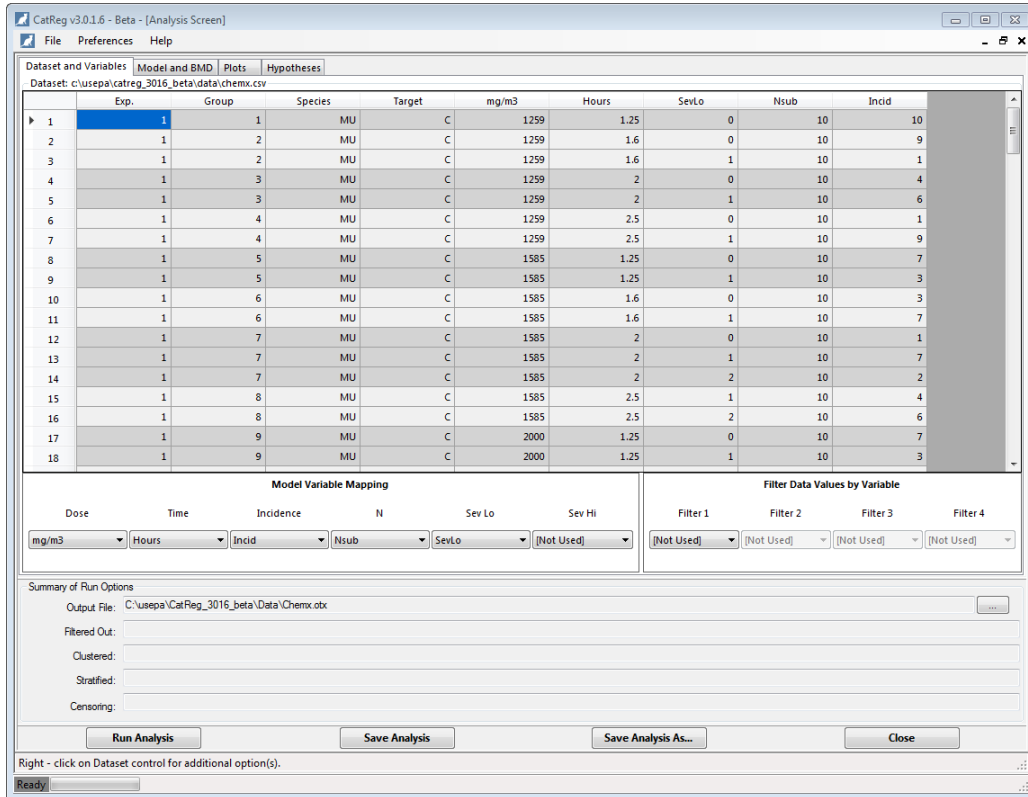 CatReg v3.0.1.6 - Beta - [Analysis Screen]
File Preferences Help
Dataset and Variables Model and BMD Plots Hypotheses
Dataset: c:\usepa\catreg_3016_beta\data\chemx.csv
Exp. Group Species Target mg/m3 Hours SevLo Nsub Incid
1 1 1 MU C 1259 1.25 0 10 10
2 1 2 MU C 1259 1.6 0 10 9
3 1 2 MU C 1259 1.6 1 10 1
4 1 3 MU C 1259 2 0 10 4
5 1 3 MU C 1259 2 1 10 6
6 1 4 MU C 1259 2.5 0 10 1
7 1 4 MU C 1259 2.5 1 10 9
8 1 5 MU C 1585 1.25 0 10 7
9 1 5 MU C 1585 1.25 1 10 3
10 1 6 MU C 1585 1.6 0 10 3
11 1 6 MU C 1585 1.6 1 10 7
12 1 7 MU C 1585 2 0 10 1
13 1 7 MU C 1585 2 1 10 7
14 1 7 MU C 1585 2 2 10 2
15 1 8 MU C 1585 2.5 1 10 4
16 1 8 MU C 1585 2.5 2 10 6
17 1 9 MU C 2000 1.25 0 10 7
18 1 9 MU C 2000 1.25 1 10 3
Model Variable Mapping Filter Data Values by Variable
Dose Time Incidence N Sev Lo Sev Hi Filter 1 Filter 2 Filter 3 Filter 4
mg/m3 Hours Incid Nsub SevLo [Not Used] [Not Used] [Not Used] [Not Used] [Not Used]
Summary of Run Options
Output File: C:\usepa\CatReg_3016_beta\Data\Chemx.otx ...
Filtered Out:
Clustered:
Stratified:
Censoring:
Run Analysis Save Analysis Save Analysis As... Close
Right - click on Dataset control for additional option(s).
Ready